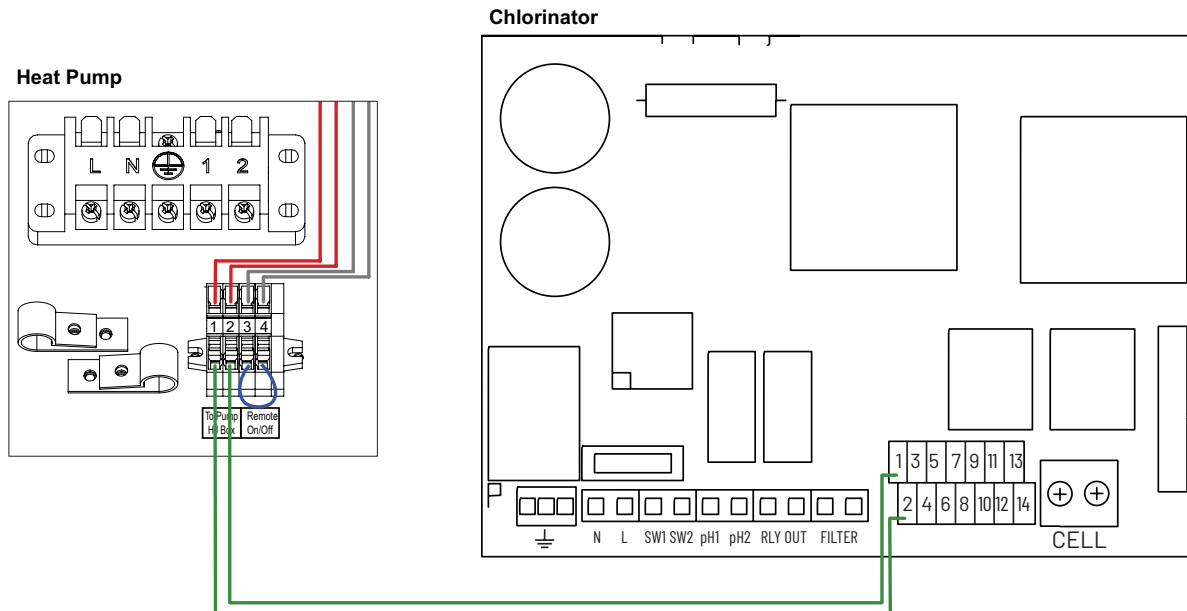 Chlorinator
Heat Pump
L N 1 2
1 2 3 4
To Pump Remote
Box On/Off
1 3 5 7 9 11 13
2 4 6 8 10 12 14
N L SW1 SW2 pH1 pH2 RLY OUT FILTER
CELL